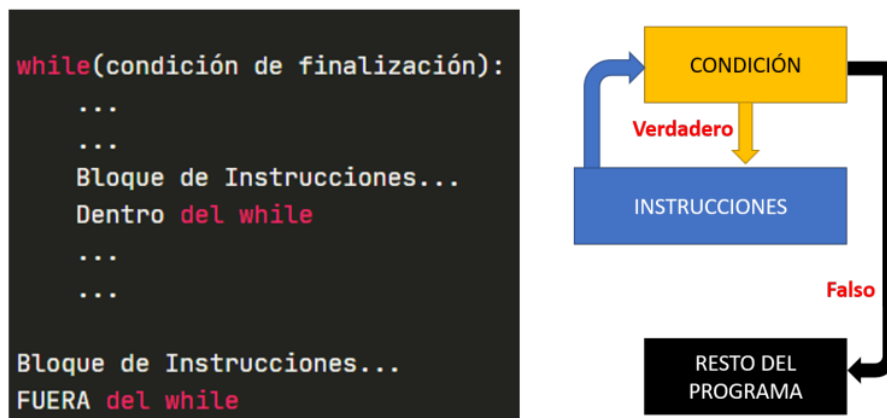 while(condición de finalización):
...
...
Bloque de Instrucciones...
Dentro del while
...
...
Bloque de Instrucciones...
FUERA del while
CONDICIÓN
Verdadero
INSTRUCCIONES
Falso
RESTO DEL
PROGRAMA